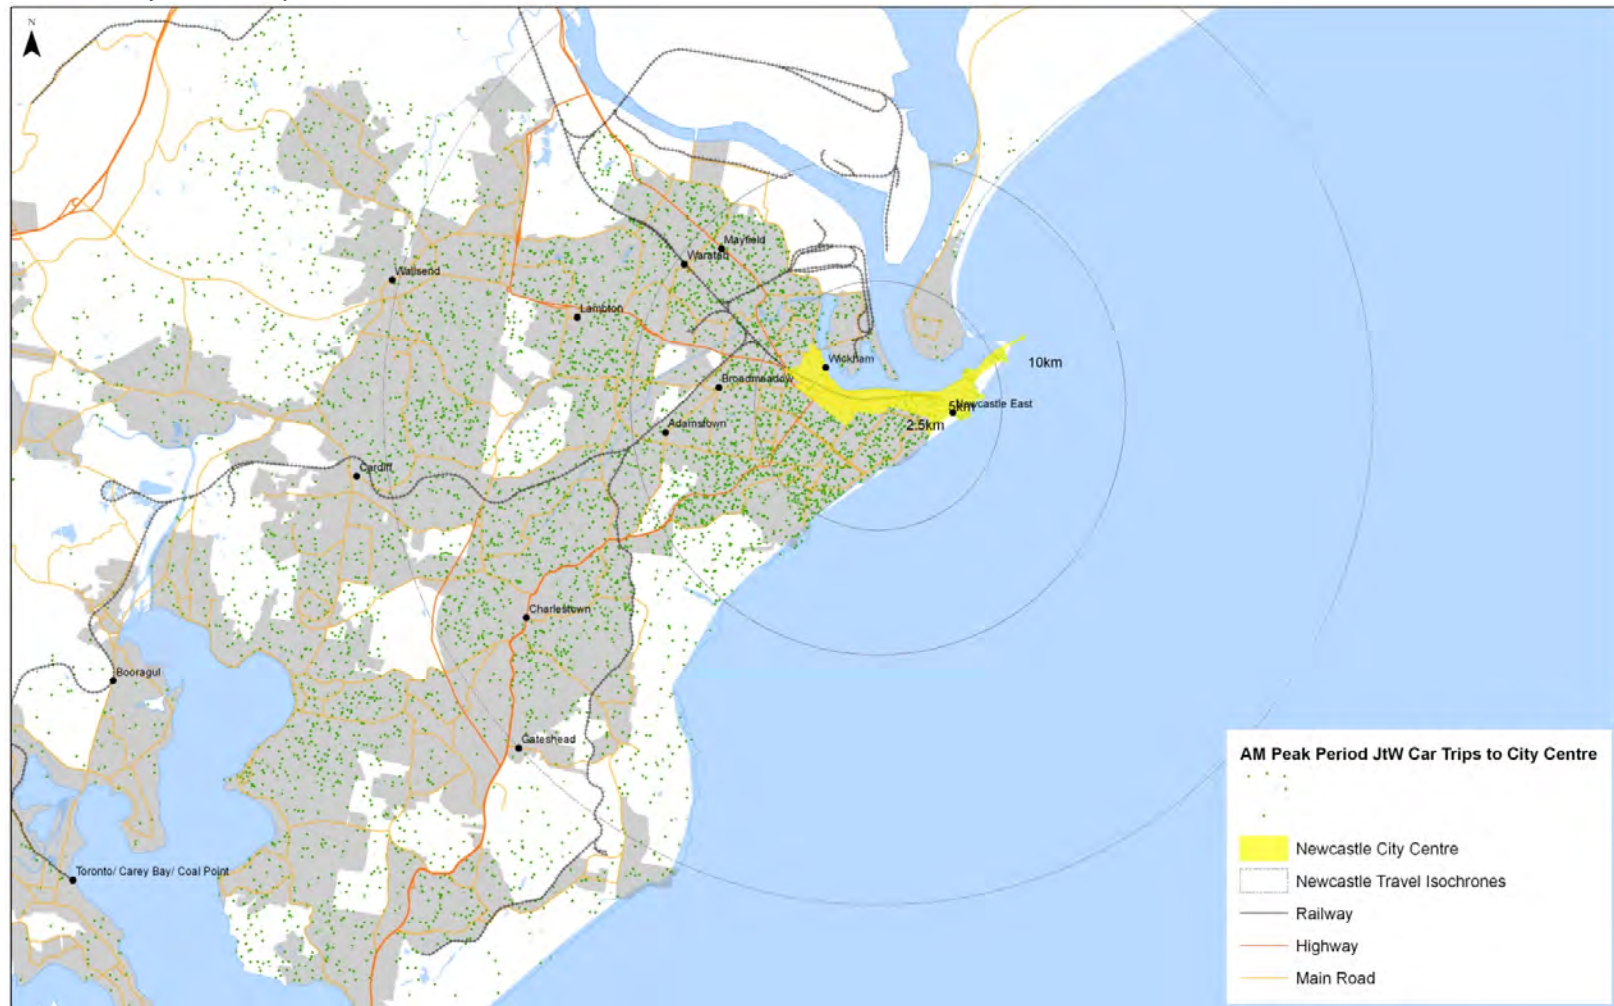 N
Mayfield
Waratah
Wallsend
Lambton
Wickham
10km
Broadmeadow
Newcastle East
5km
2.5km
Adamstown
Cardiff
Charlestown
Booragul
Gateshead
Toronto/ Carey Bay/ Coal Point
AM Peak Period JtW Car Trips to City Centre
Newcastle City Centre
Newcastle Travel Isochrones
Railway
Highway
Main Road